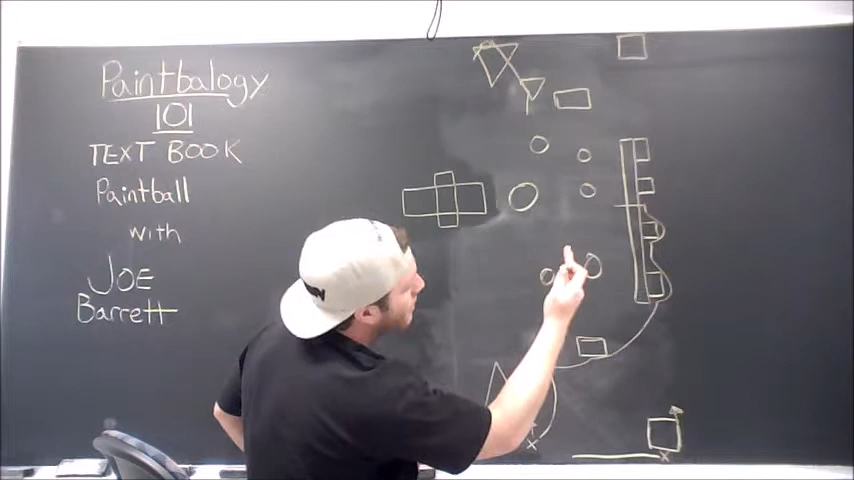 Paintbalogy
101
TEXT BOOK
Paintball
with
JOE
Barrett
x
x